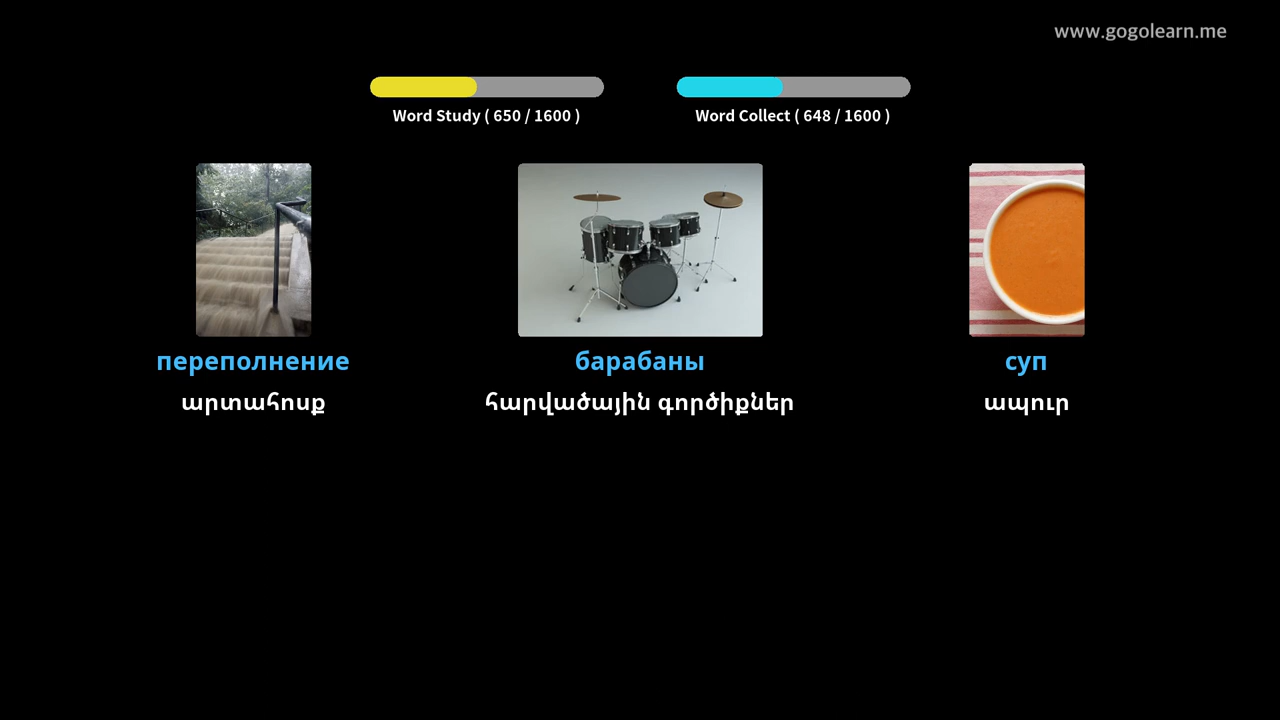 www.gogolearn.me
Word Study ( 650 / 1600 )
Word Collect ( 648 / 1600 )
переполнение
барабаны
суп
արտահոսք
հարվածային գործիքներ
ապուր